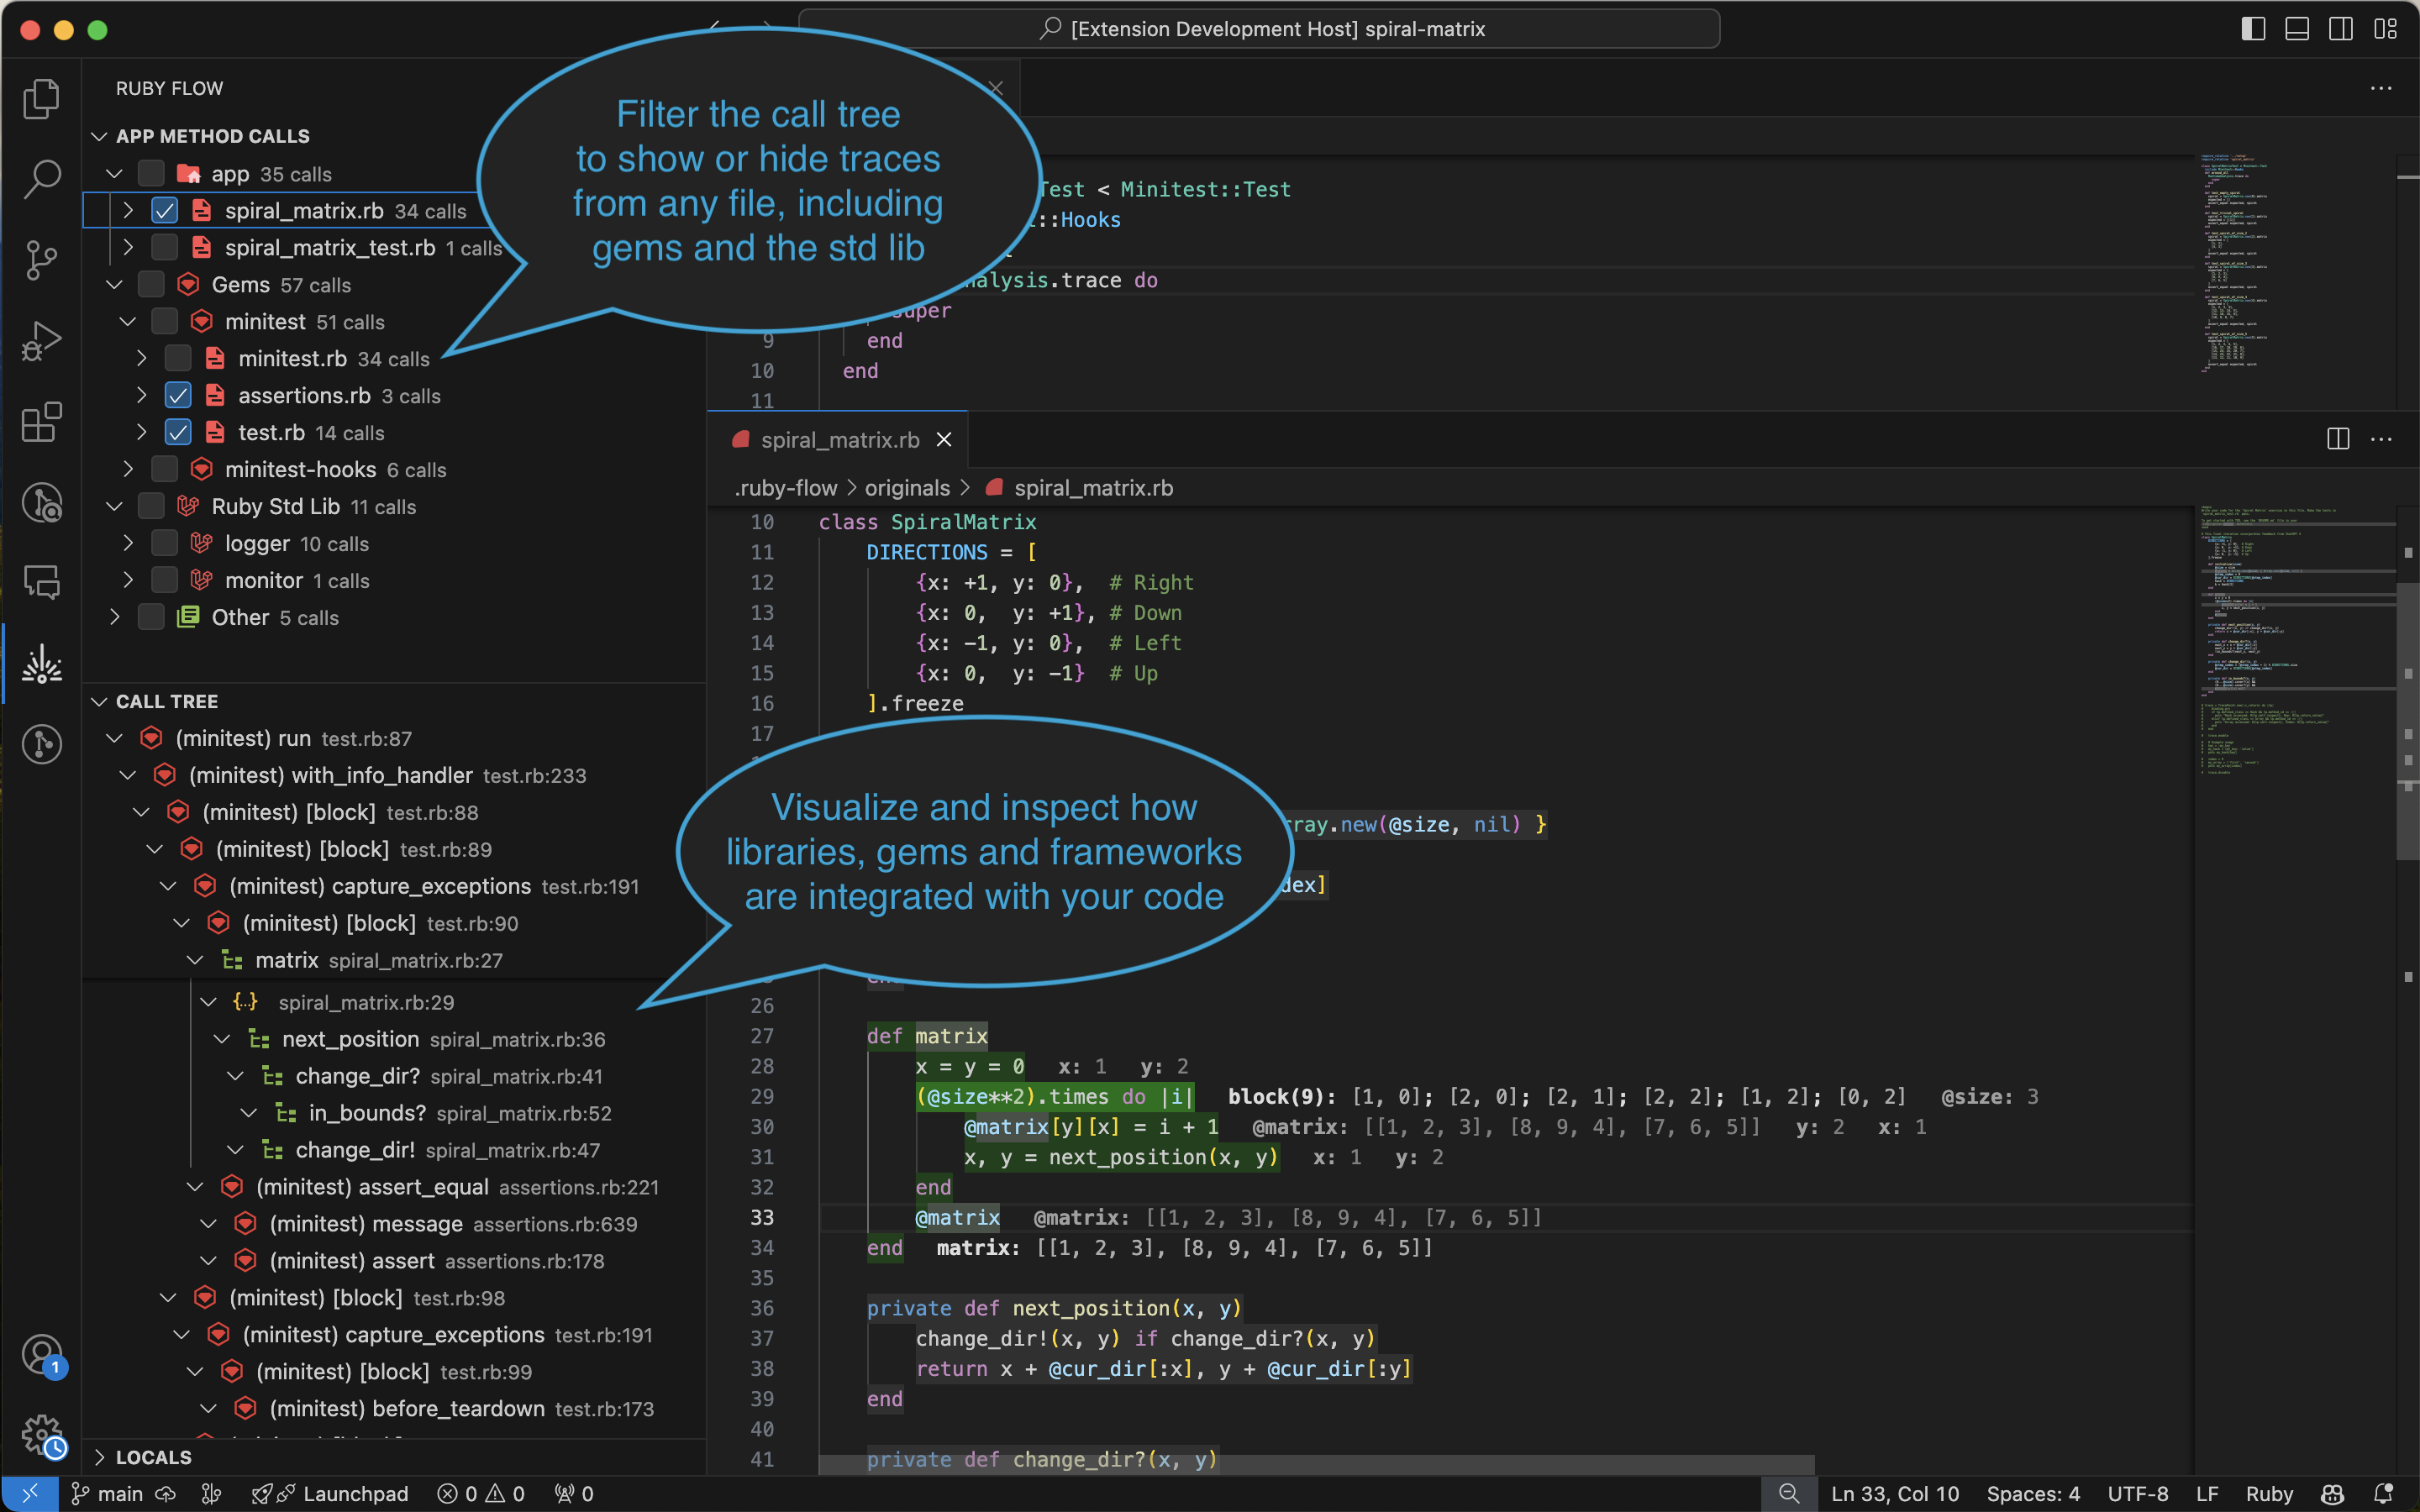 [Extension Development Host] spiral-matrix
RUBY FLOW
APP METHOD CALLS
app 35 calls
spiral_matrix.rb 34 calls
spiral_matrix_test.rb 1 calls
Gems 57 calls
minitest 51 calls
minitest.rb 34 calls
assertions.rb 3 calls
test.rb 14 calls
minitest-hooks 6 calls
Ruby Std Lib 11 calls
logger 10 calls
monitor 1 calls
Other 5 calls
CALL TREE
(minitest) run test.rb:87
(minitest) with_info_handler test.rb:233
(minitest) [block] test.rb:88
(minitest) [block] test.rb:89
(minitest) capture_exceptions test.rb:191
(minitest) [block] test.rb:90
matrix spiral_matrix.rb:27
{...} spiral_matrix.rb:29
next_position spiral_matrix.rb:36
change_dir? spiral_matrix.rb:41
in_bounds? spiral_matrix.rb:52
change_dir! spiral_matrix.rb:47
(minitest) assert_equal assertions.rb:221
(minitest) message assertions.rb:639
(minitest) assert assertions.rb:178
(minitest) [block] test.rb:98
(minitest) capture_exceptions test.rb:191
(minitest) [block] test.rb:99
(minitest) before_teardown test.rb:173
LOCALS
Filter the call tree
to show or hide traces
from any file, including
gems and the std lib
Test < Minitest::Test
::Hooks
nalysis.trace do
super
9 end
10 end
11
spiral_matrix.rb
.ruby-flow > originals > spiral_matrix.rb
10 class SpiralMatrix
11 DIRECTIONS = [
12 {x: +1, y: 0}, # Right
13 {x: 0, y: +1}, # Down
14 {x: −1, y: 0}, # Left
15 {x: 0, y: −1} # Up
16 ].freeze
17
Visualize and inspect how
libraries, gems and frameworks
are integrated with your code
rray.new(@size, nil) }
dex]
26
27 def matrix
28 x = y = 0 x: 1 y: 2
29 (@size**2).times do |i| block(9): [1, 0]; [2, 0]; [2, 1]; [2, 2]; [1, 2]; [0, 2] @size: 3
30 @matrix[y][x] = i + 1 @matrix: [[1, 2, 3], [8, 9, 4], [7, 6, 5]] y: 2 x: 1
31 x, y = next_position(x, y) x: 1 y: 2
32 end
33 @matrix @matrix: [[1, 2, 3], [8, 9, 4], [7, 6, 5]]
34 end matrix: [[1, 2, 3], [8, 9, 4], [7, 6, 5]]
35
36 private def next_position(x, y)
37 change_dir!(x, y) if change_dir?(x, y)
38 return x + @cur_dir[:x], y + @cur_dir[:y]
39 end
40
41 private def change_dir?(x, y)
1
main
Launchpad
0 0
0
Ln 33, Col 10
Spaces: 4
UTF-8
LF
Ruby